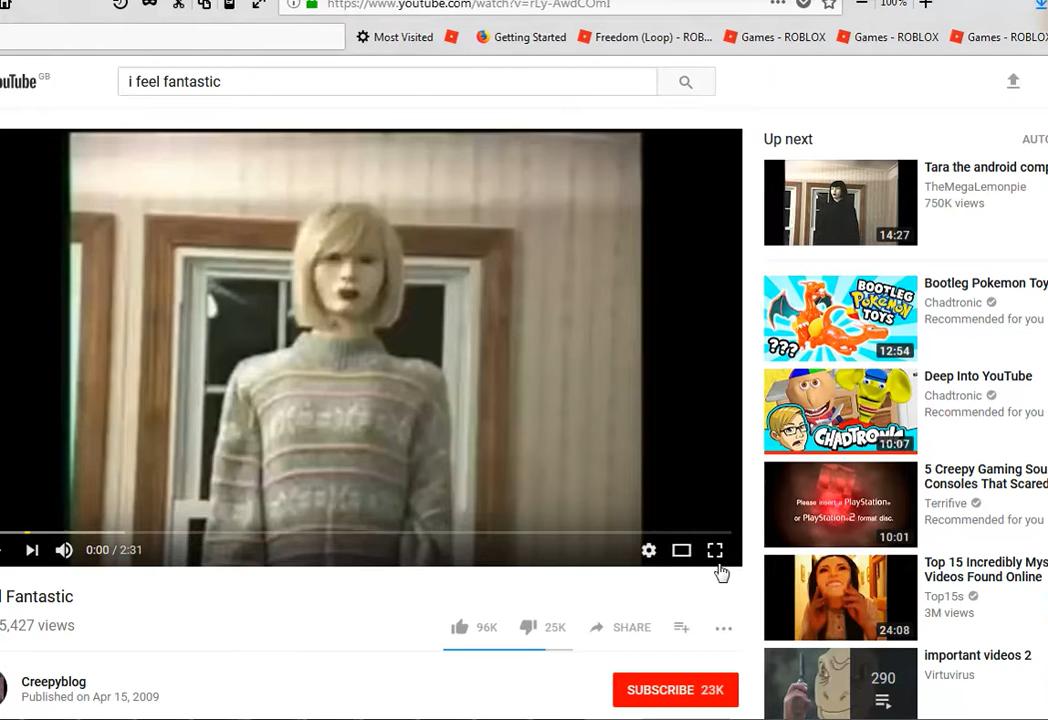 https://www.youtube.com/watch?v=rLy-AwdCOmI
100%
Most Visited
Getting Started
Freedom (Loop) - ROB...
Games - ROBLOX
Games - ROBLOX
Games - ROBLOX
ouTube GB
i feel fantastic
Up next
AUTO
Tara the android comp
TheMegaLemonpie
750K views
14:27
Bootleg Pokemon Toy
Chadtronic
Recommended for you
BOOTLEG
POKEMON
TOYS
???
12:54
Deep Into YouTube
Chadtronic
Recommended for you
CHADTRONIC
10:07
5 Creepy Gaming Sou
Consoles That Scared
Terrifive
Recommended for you
Please insert a PlayStation
or PlayStation2 format disc.
10:01
Top 15 Incredibly Mys
Videos Found Online
Top15s
3M views
24:08
important videos 2
Virtuvirus
290
0:00 / 2:31
l Fantastic
5,427 views
96K
25K
SHARE
Creepyblog
Published on Apr 15, 2009
SUBSCRIBE 23K